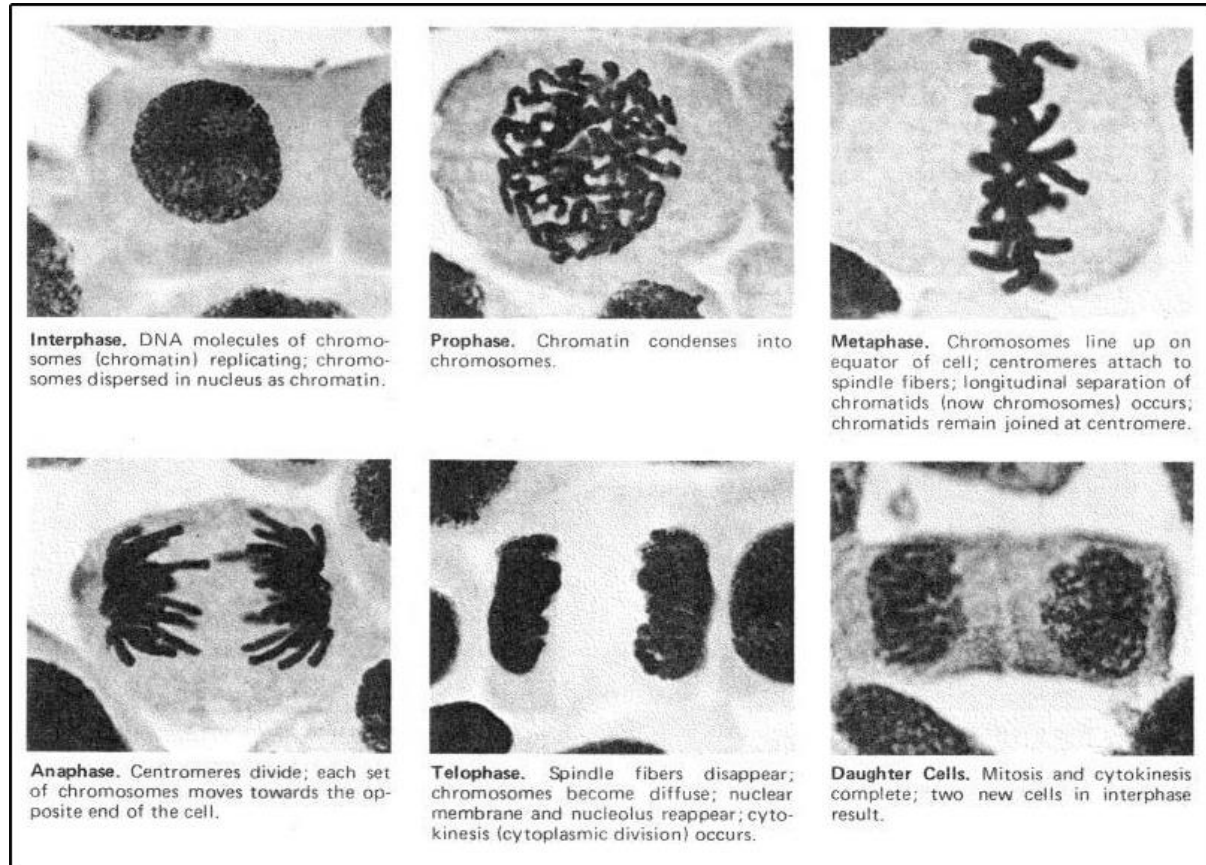 Interphase. DNA molecules of chromo-
somes (chromatin) replicating; chromo-
somes dispersed in nucleus as chromatin.
Prophase. Chromatin condenses into
chromosomes.
Metaphase. Chromosomes line up on
equator of cell; centromeres attach to
spindle fibers; longitudinal separation of
chromatids (now chromosomes) occurs;
chromatids remain joined at centromere.
Anaphase. Centromeres divide; each set
of chromosomes moves towards the op-
posite end of the cell.
Telophase. Spindle fibers disappear;
chromosomes become diffuse; nuclear
membrane and nucleolus reappear; cyto-
kinesis (cytoplasmic division) occurs.
Daughter Cells. Mitosis and cytokinesis
complete; two new cells in interphase
result.